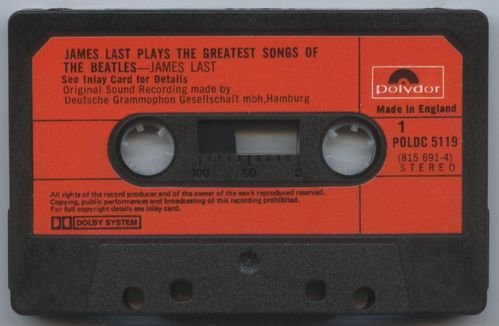 JAMES LAST PLAYS THE GREATEST SONGS OF
THE BEATLES—JAMES LAST
See Inlay Card for Details
Original Sound Recording made by
Deutsche Grammophon Gesellschaft mbh, Hamburg
polydor
Made in England
1
POLDC 5119
(815 691-4)
STEREO
100 50 0
All rights of the record producer and of the owner of the work reproduced reserved.
Copying, public performances and broadcasting of this recording prohibited.
For full copyright details see inlay card.
DOLBY SYSTEM